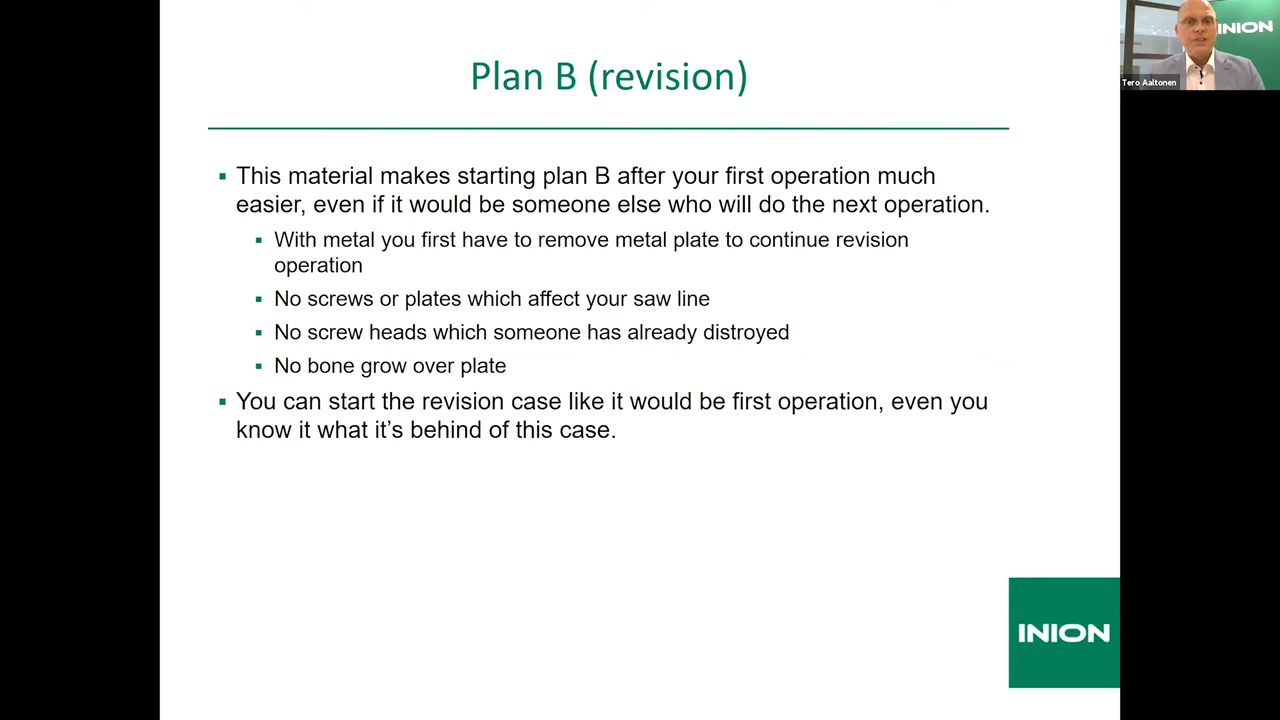 Plan B (revision)
▪ This material makes starting plan B after your first operation much
easier, even if it would be someone else who will do the next operation.
▪ With metal you first have to remove metal plate to continue revision
operation
▪ No screws or plates which affect your saw line
▪ No screw heads which someone has already distroyed
▪ No bone grow over plate
▪ You can start the revision case like it would be first operation, even you
know it what it’s behind of this case.
INION
INION
Tero Aaltonen